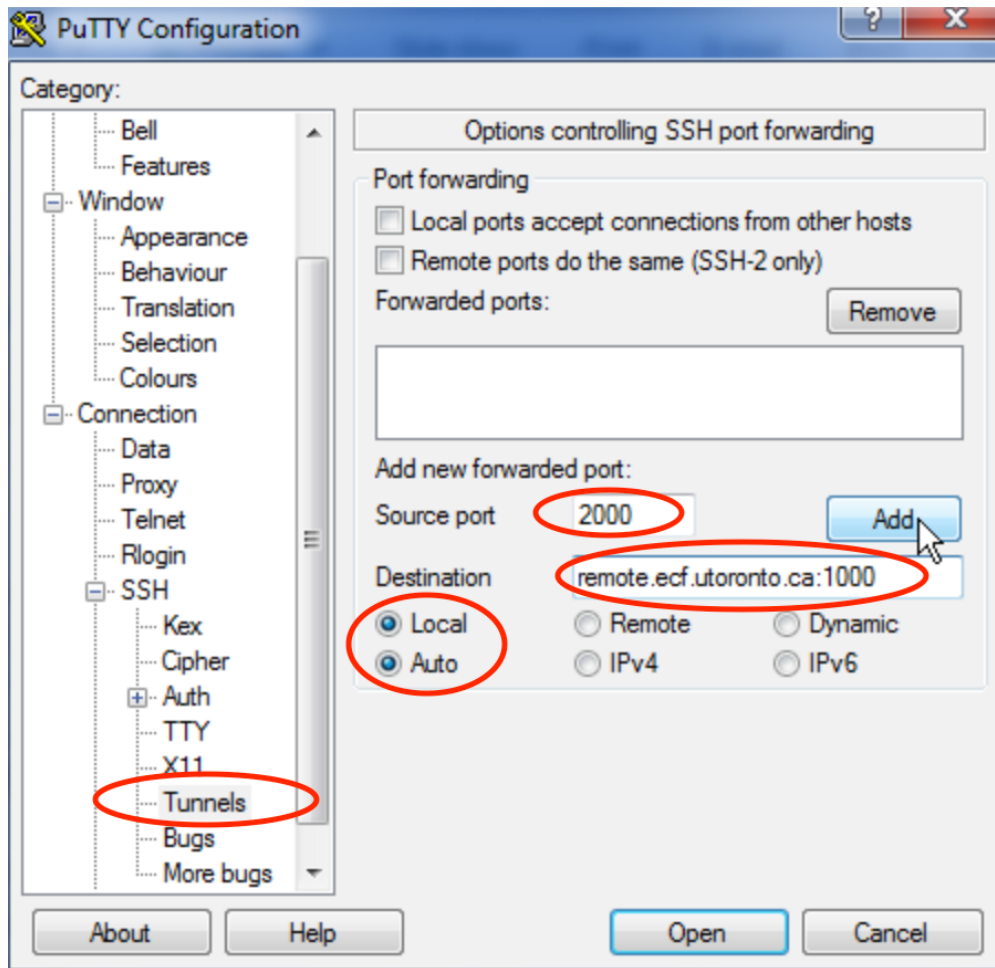 PuTTY Configuration
?
X
Category:
Bell
Features
Window
Appearance
Behaviour
Translation
Selection
Colours
Connection
Data
Proxy
Telnet
Rlogin
SSH
Kex
Cipher
Auth
TTY
X11
Tunnels
Bugs
More bugs
Options controlling SSH port forwarding
Port forwarding
Local ports accept connections from other hosts
Remote ports do the same (SSH-2 only)
Forwarded ports:
Remove
Add new forwarded port:
Source port 2000 Add
Destination remote.ecf.utoronto.ca:1000
Local Remote Dynamic
Auto IPv4 IPv6
About Help Open Cancel